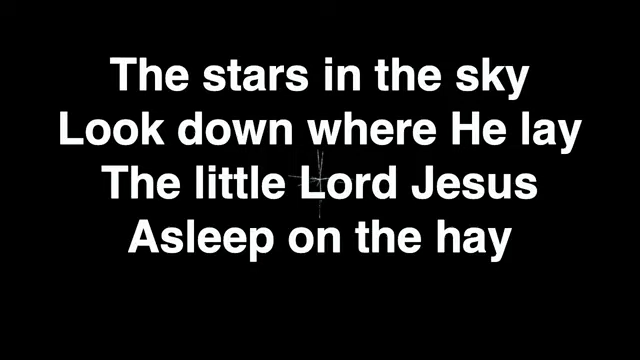 The stars in the sky
Look down where He lay
The little Lord Jesus
Asleep on the hay